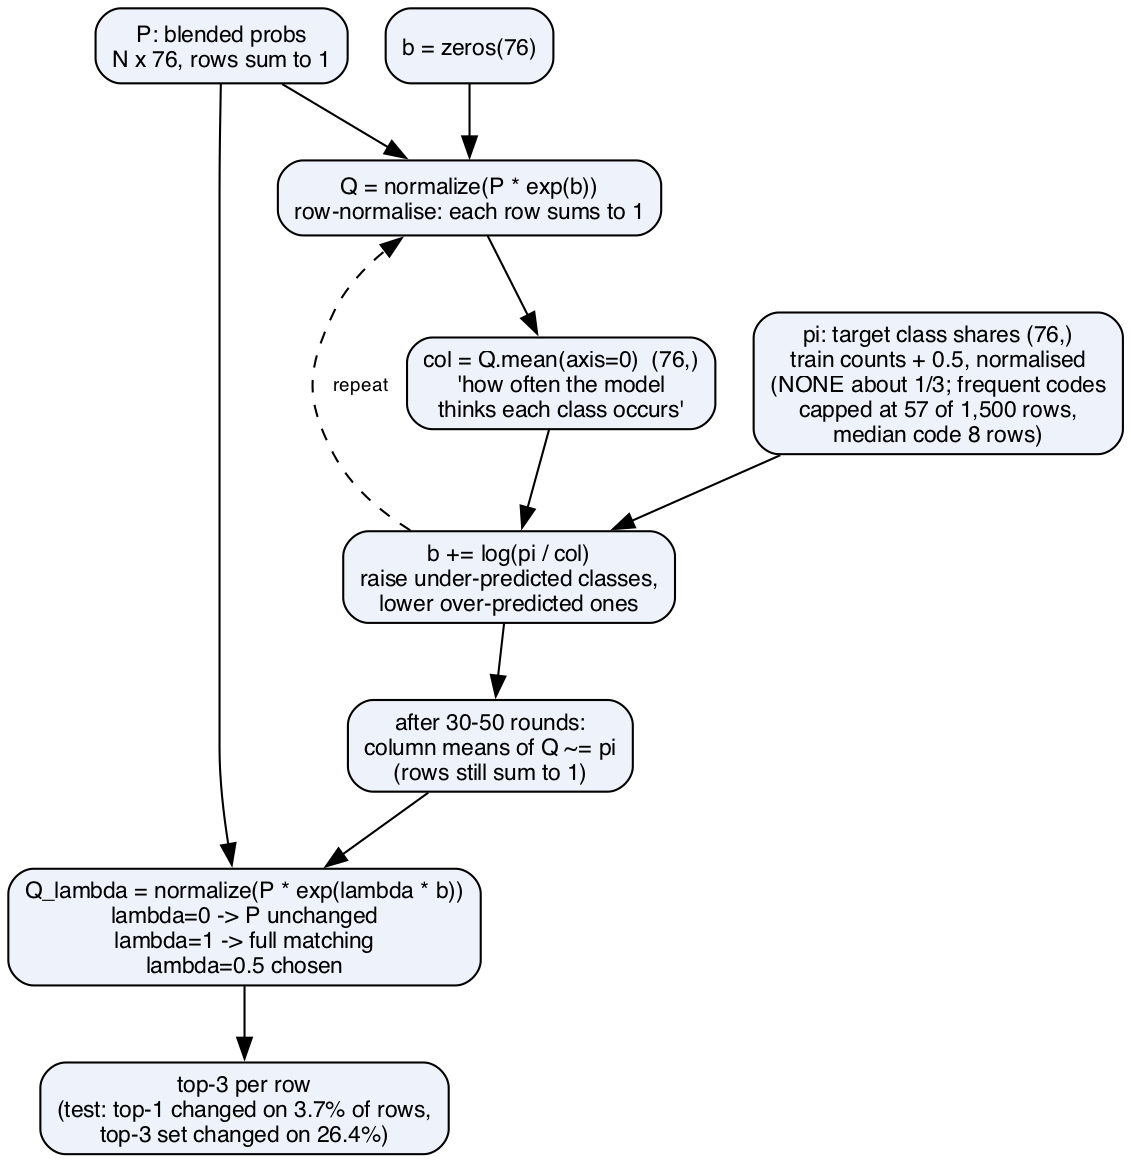 P: blended probs
N x 76, rows sum to 1
b = zeros(76)
Q = normalize(P * exp(b))
row-normalise: each row sums to 1
col = Q.mean(axis=0)  (76,)
'how often the model
thinks each class occurs'
pi: target class shares (76,)
train counts + 0.5, normalised
(NONE about 1/3; frequent codes
capped at 57 of 1,500 rows,
median code 8 rows)
repeat
b += log(pi / col)
raise under-predicted classes,
lower over-predicted ones
after 30-50 rounds:
column means of Q ~= pi
(rows still sum to 1)
Q_lambda = normalize(P * exp(lambda * b))
lambda=0 -> P unchanged
lambda=1 -> full matching
lambda=0.5 chosen
top-3 per row
(test: top-1 changed on 3.7% of rows,
top-3 set changed on 26.4%)